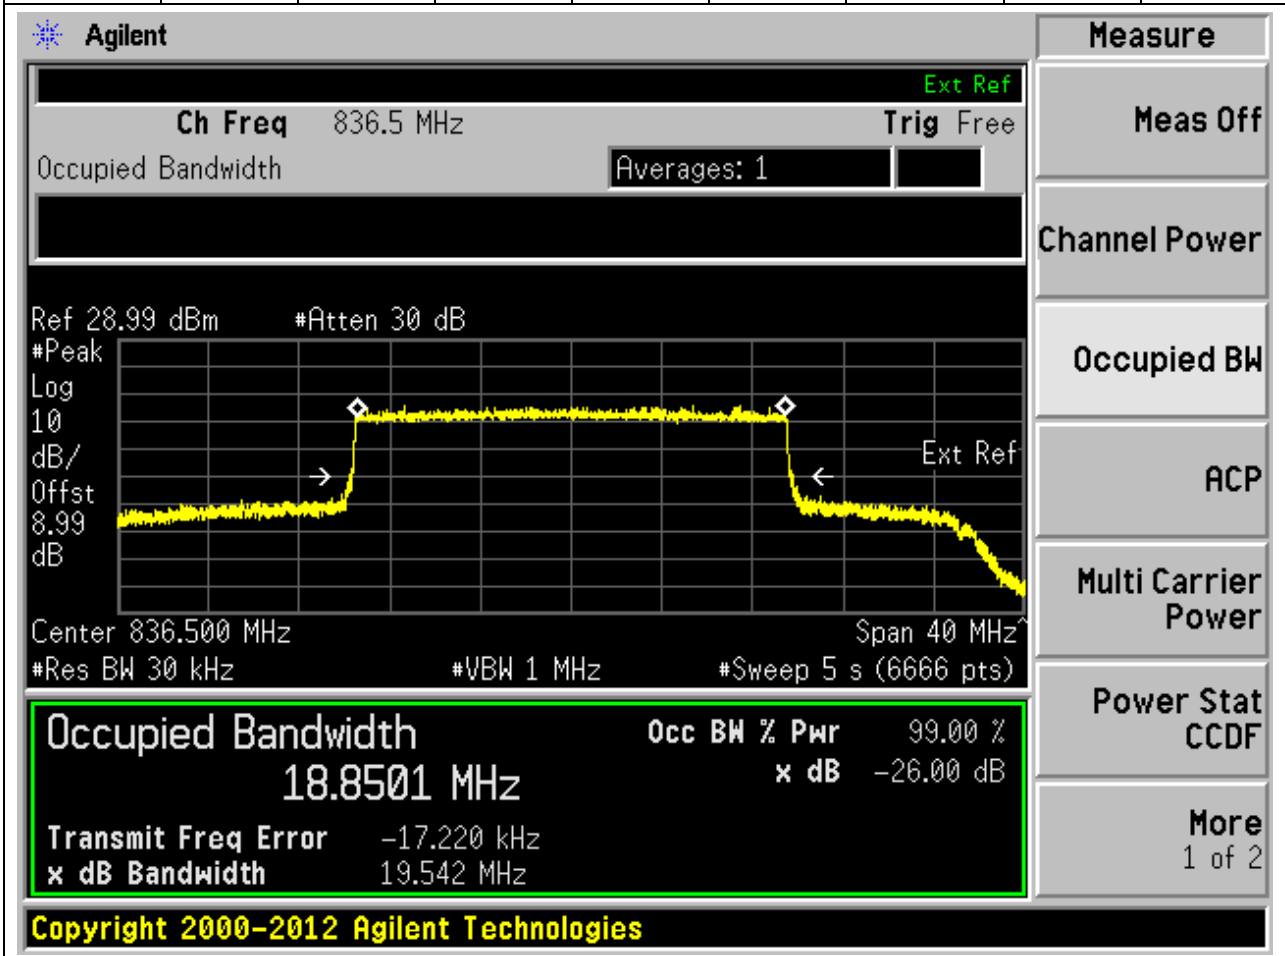 Agilent
Measure
Ext Ref
Ch Freq 836.5 MHz Trig Free
Occupied Bandwidth Averages: 1
Ref 28.99 dBm #Atten 30 dB
#Peak
Log
10
dB/
Offst
8.99
dB
Ext Ref
Center 836.500 MHz Span 40 MHz^
#Res BW 30 kHz #VBW 1 MHz #Sweep 5 s (6666 pts)
Occupied Bandwidth
18.8501 MHz
Occ BW % Pwr 99.00 %
x dB -26.00 dB
Transmit Freq Error -17.220 kHz
x dB Bandwidth 19.542 MHz
Copyright 2000-2012 Agilent Technologies
Meas Off
Channel Power
Occupied BW
ACP
Multi Carrier
Power
Power Stat
CCDF
More
1 of 2